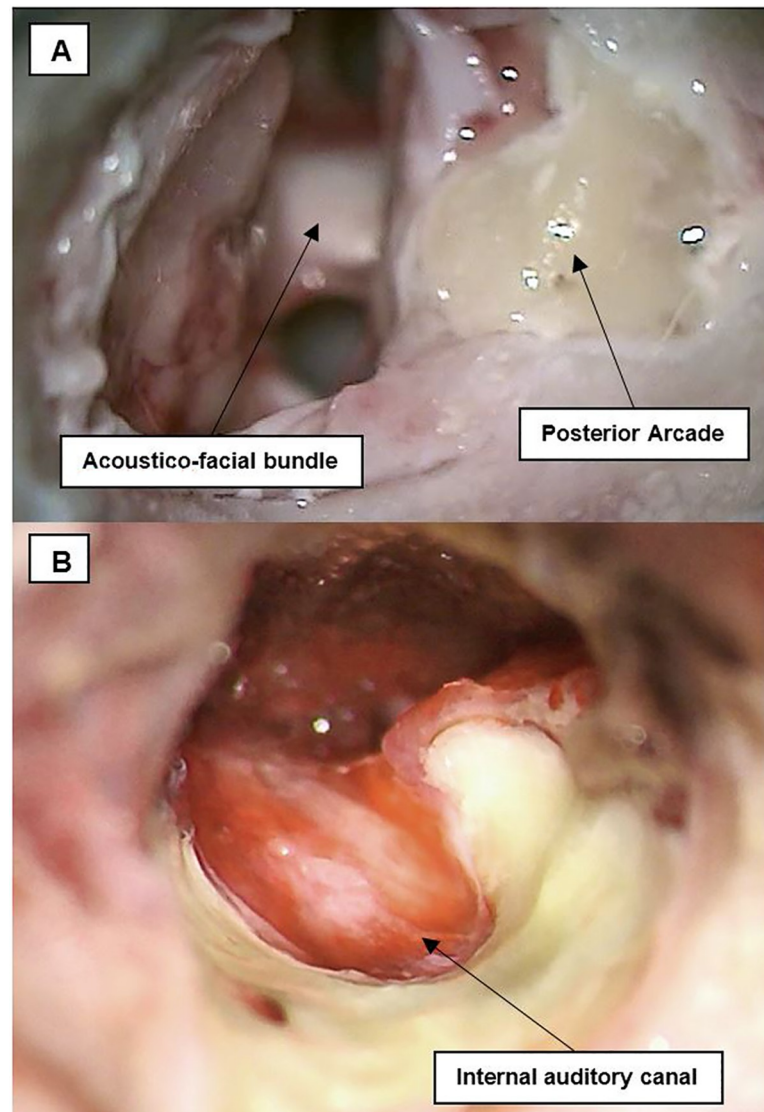 A
Acoustico-facial bundle
Posterior Arcade
B
Internal auditory canal